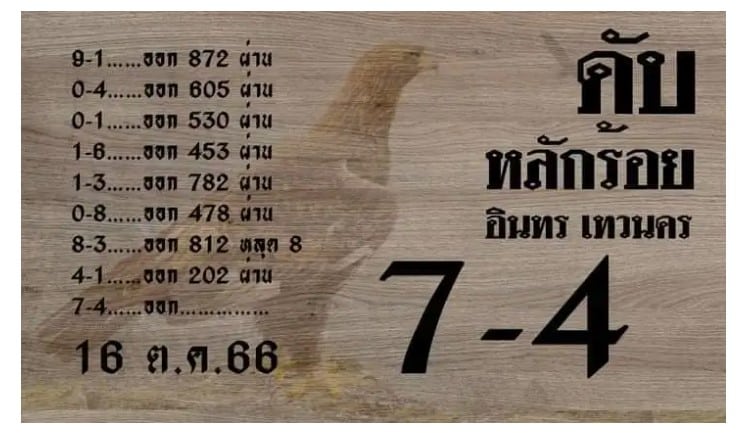 9-1......ออก 872 ผ่าน
0-4......ออก 605 ผ่าน
0-1......ออก 530 ผ่าน
1-6......ออก 453 ผ่าน
1-3......ออก 782 ผ่าน
0-8......ออก 478 ผ่าน
8-3......ออก 812 หลุด 8
4-1......ออก 202 ผ่าน
7-4......ออก...............
16 ต.ค.66
ดับ
หลักร้อย
อินทร เทวนคร
7-4